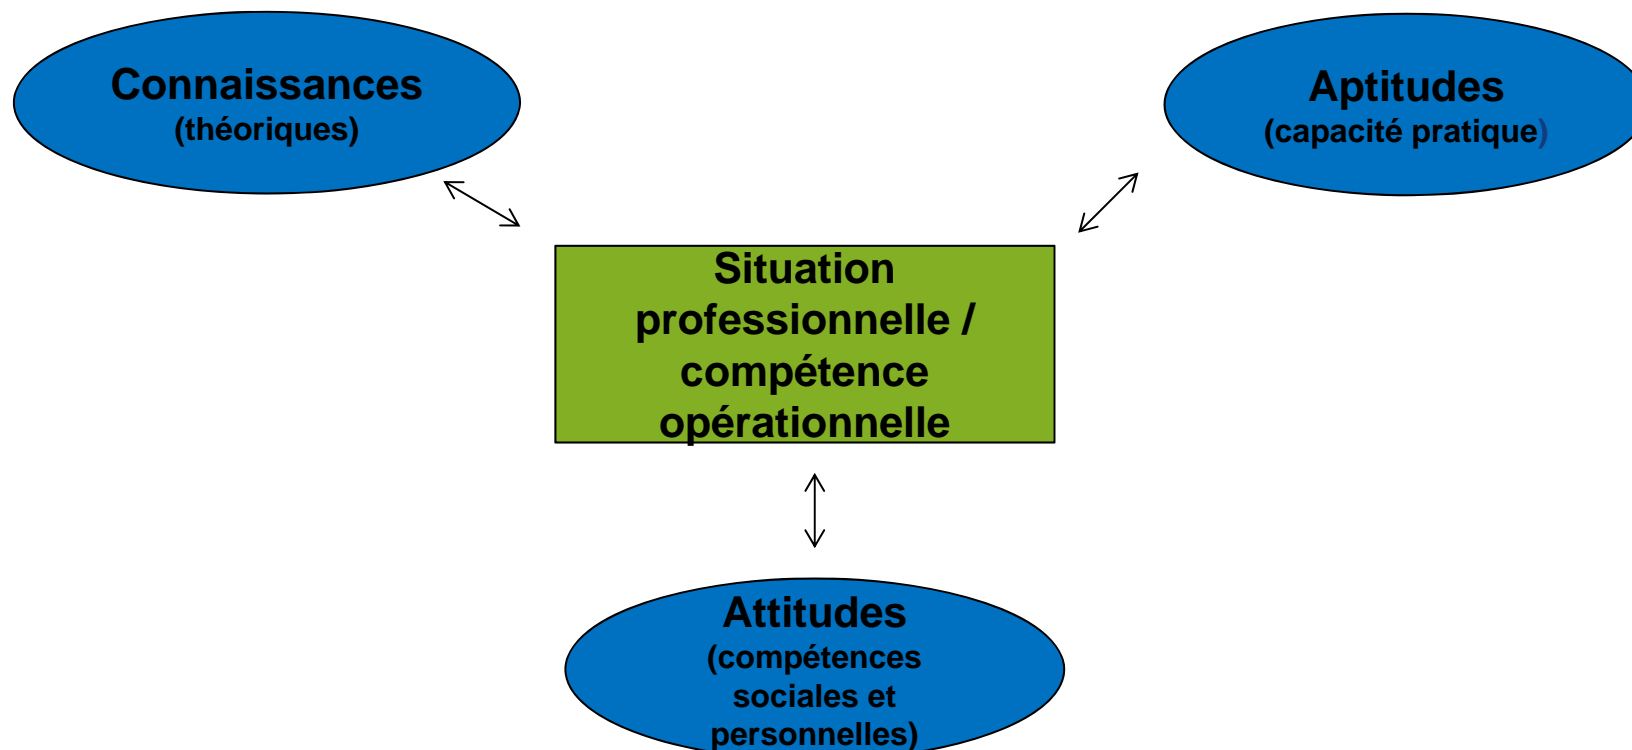 Connaissances
(théoriques)
Aptitudes
(capacité pratique)
Situation
professionnelle /
compétence
opérationnelle
Attitudes
(compétences
sociales et
personnelles)